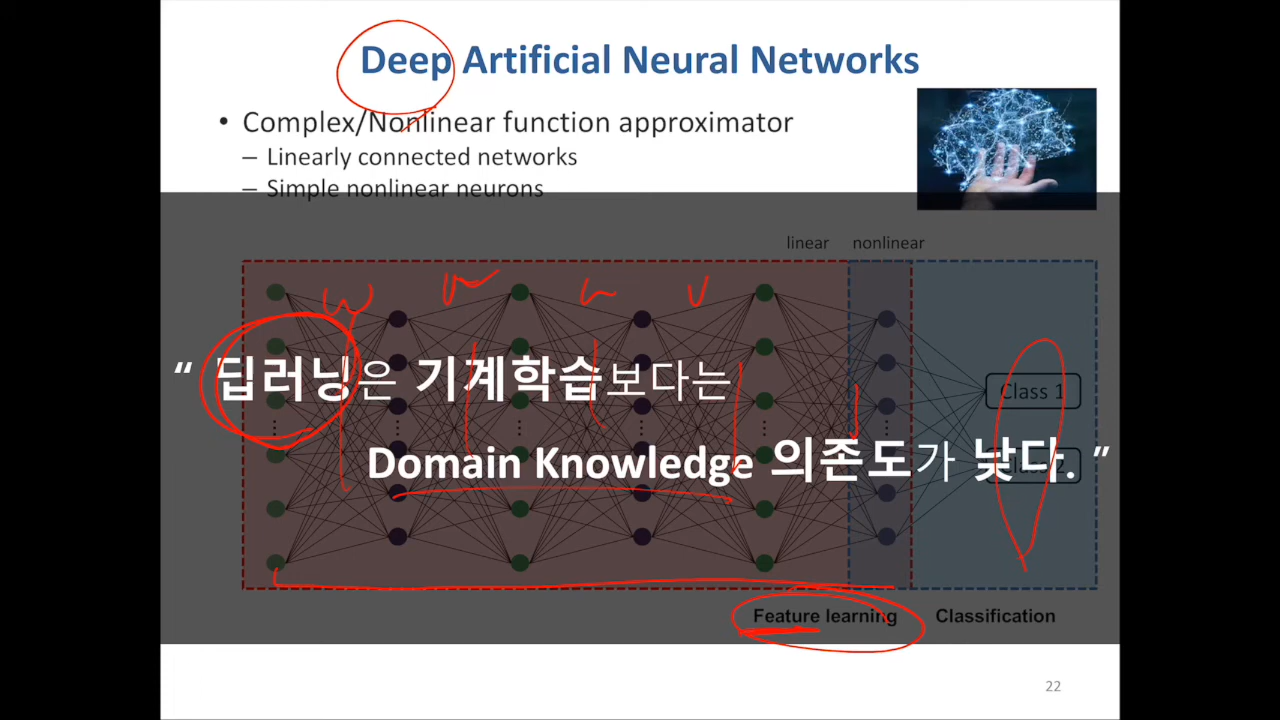 Deep Artificial Neural Networks
• Complex/Nonlinear function approximator
– Linearly connected networks
– Simple nonlinear neurons
linear nonlinear
“ 딥러닝은 기계학습보다는
Class 1
Domain Knowledge 의존도가 낮다. ”
Feature learning Classification
22